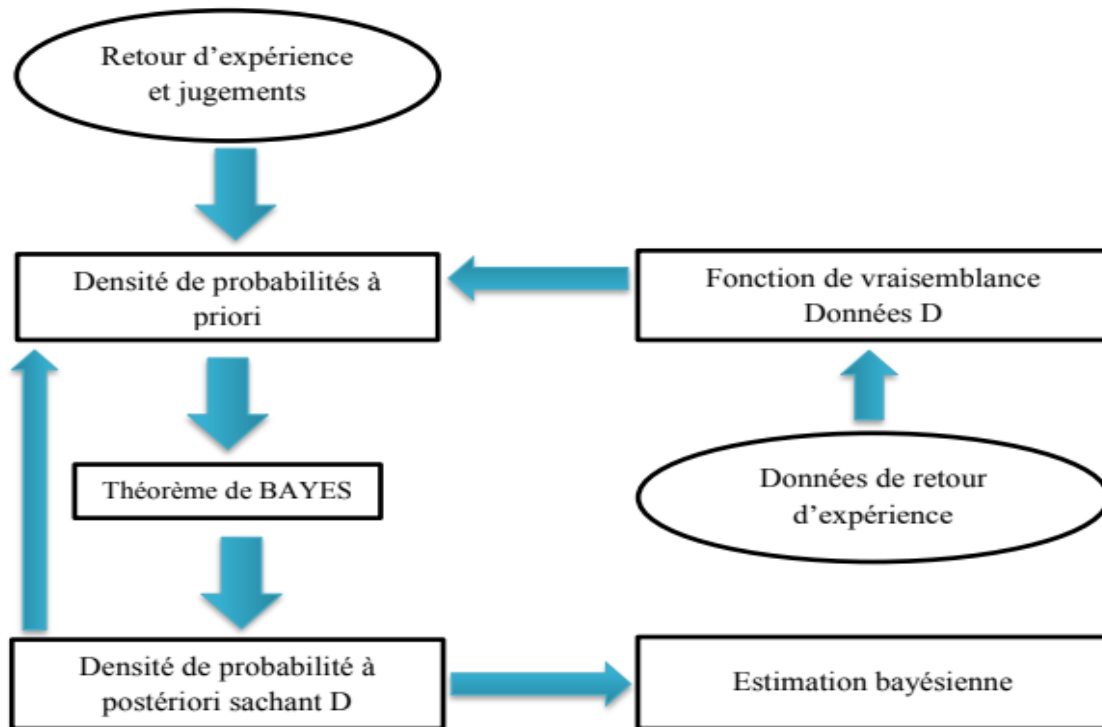 Retour d'expérience
et jugements
Densité de probabilités à
priori
Fonction de vraisemblance
Données D
Théorème de BAYES
Données de retour
d'expérience
Densité de probabilité à
postériori sachant D
Estimation bayésienne